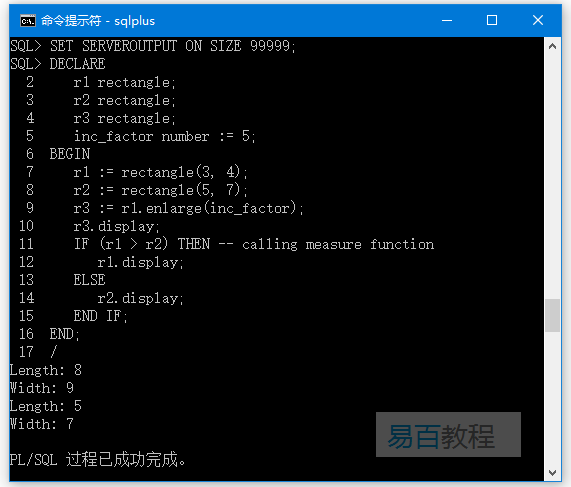 命令提示符 - sqlplus
SQL> SET SERVEROUTPUT ON SIZE 99999;
SQL> DECLARE
  2     r1 rectangle;
  3     r2 rectangle;
  4     r3 rectangle;
  5     inc_factor number := 5;
  6  BEGIN
  7     r1 := rectangle(3, 4);
  8     r2 := rectangle(5, 7);
  9     r3 := r1.enlarge(inc_factor);
 10     r3.display;
 11     IF (r1 > r2) THEN -- calling measure function
 12        r1.display;
 13     ELSE
 14        r2.display;
 15     END IF;
 16  END;
 17  /
Length: 8
Width: 9
Length: 5
Width: 7
易百教程
PL/SQL 过程已成功完成。